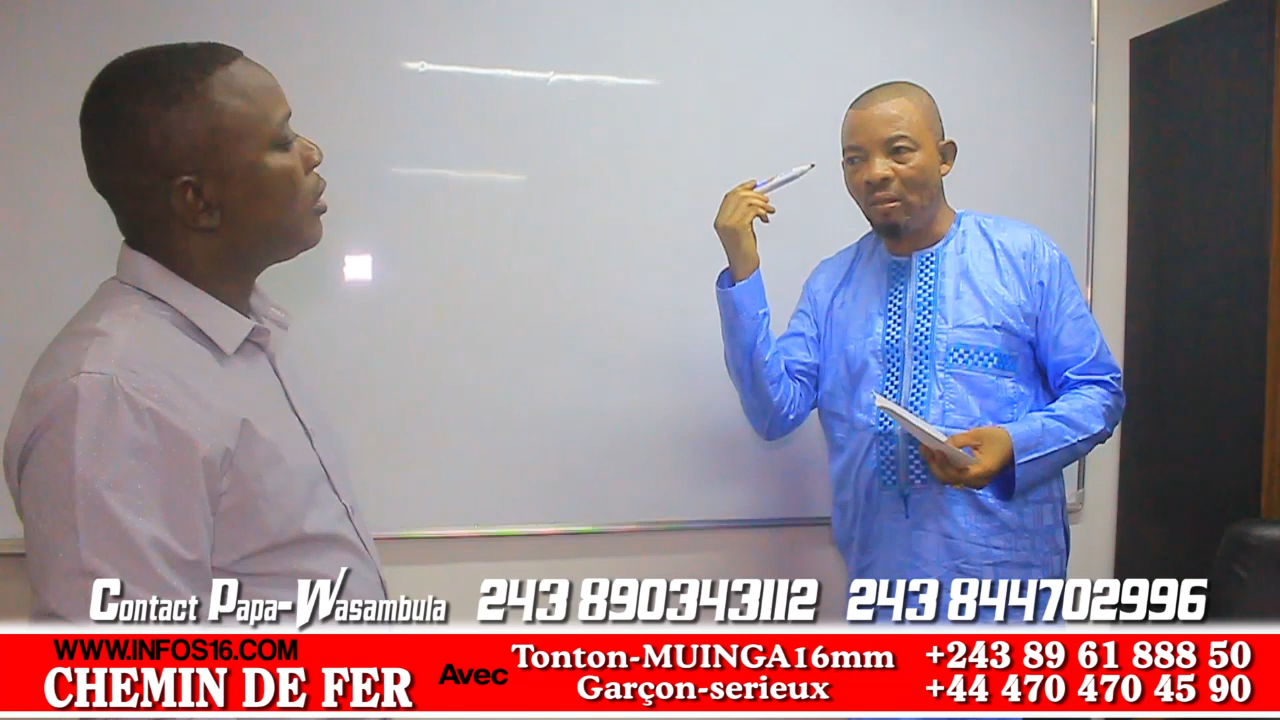 Contact Papa-Wasambula 243 890343112 243 844702996
WWW.INFOS16.COM
CHEMIN DE FER
Avec
Tonton-MUINGA16mm
Garçon-serieux
+243 89 61 888 50
+44 470 470 45 90